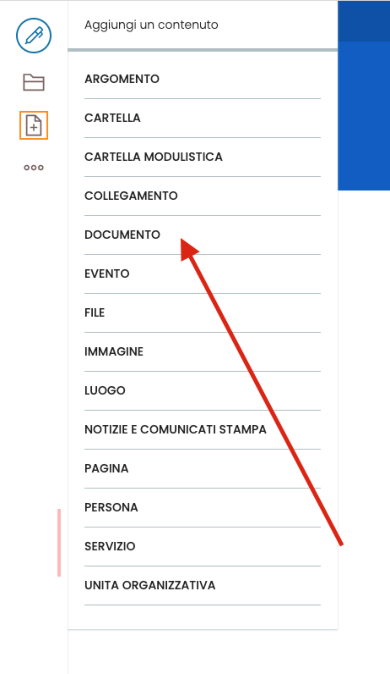 Aggiungi un contenuto
ARGOMENTO
CARTELLA
CARTELLA MODULISTICA
COLLEGAMENTO
DOCUMENTO
EVENTO
FILE
IMMAGINE
LUOGO
NOTIZIE E COMUNICATI STAMPA
PAGINA
PERSONA
SERVIZIO
UNITA ORGANIZZATIVA